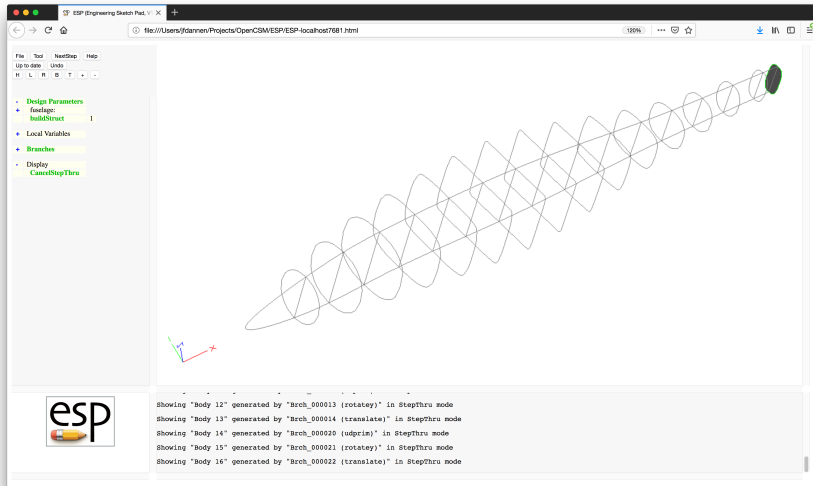 ESP (Engineering Sketch Pad, V
file:///Users/jfdannen/Projects/OpenCSM/ESP/ESP-localhost7681.html
120%
File Tool NextStep Help
Up to date Undo
H L R B T + -
- Design Parameters
+ fuselage:
buildStruct 1
+ Local Variables
+ Branches
- Display
CancelStepThru
X
esp
Showing "Body 12" generated by "Brch_000013 (rotatey)" in StepThru mode
Showing "Body 13" generated by "Brch_000014 (translate)" in StepThru mode
Showing "Body 14" generated by "Brch_000020 (udprim)" in StepThru mode
Showing "Body 15" generated by "Brch_000021 (rotatey)" in StepThru mode
Showing "Body 16" generated by "Brch_000022 (translate)" in StepThru mode